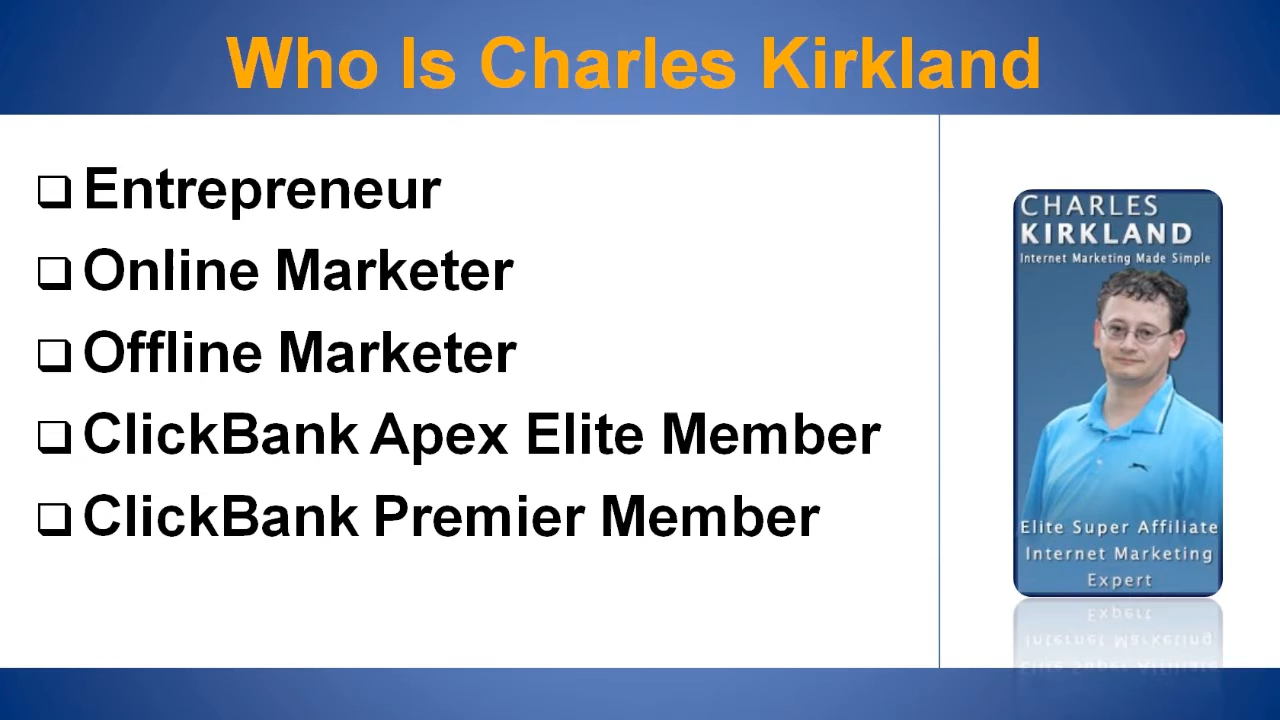 Who Is Charles Kirkland
Entrepreneur
Online Marketer
Offline Marketer
ClickBank Apex Elite Member
ClickBank Premier Member
CHARLES
KIRKLAND
Internet Marketing Made Simple
Elite Super Affiliate
Internet Marketing
Expert